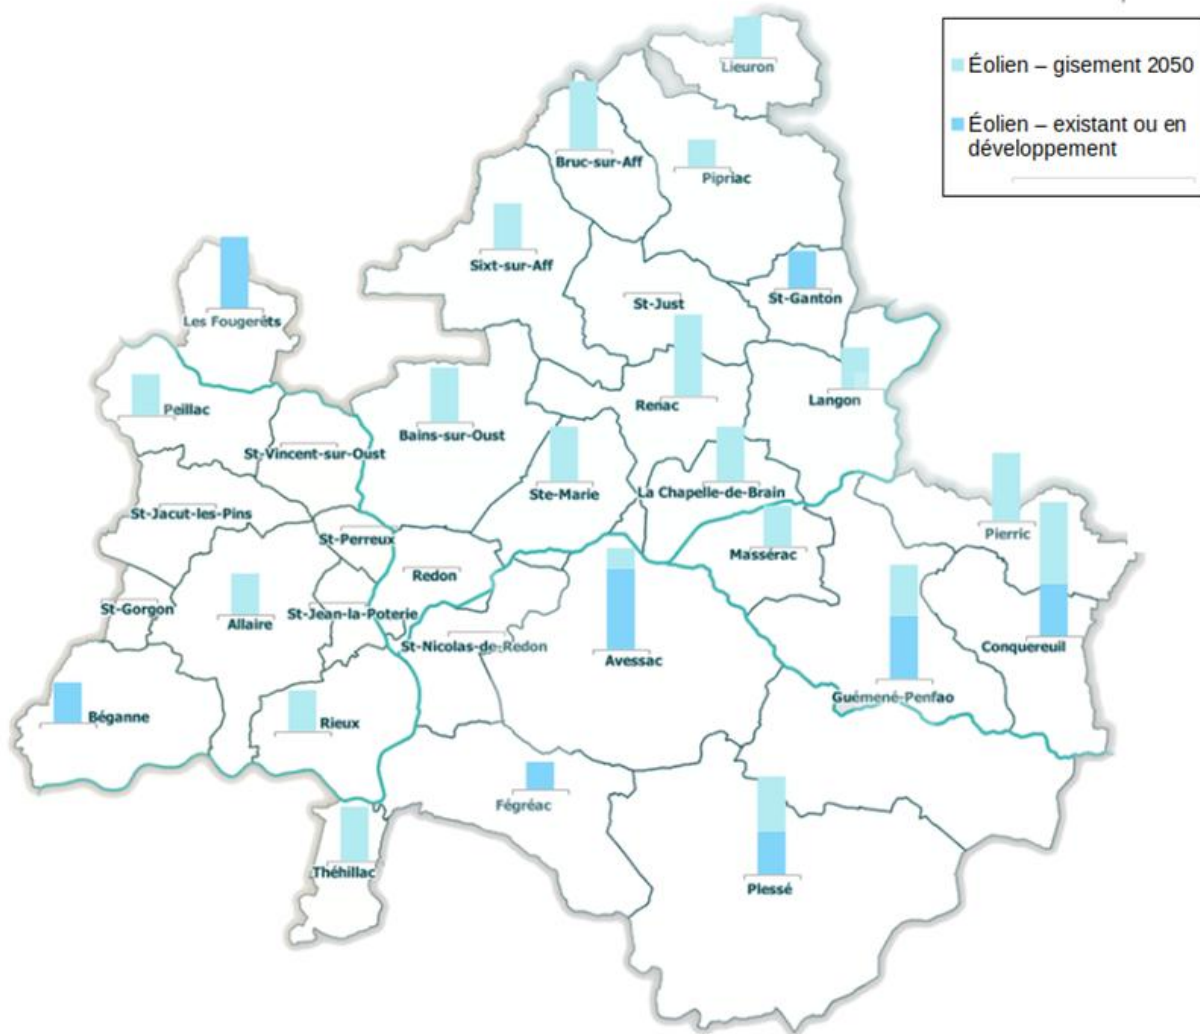 Éolien – gisement 2050
Éolien – existant ou en
développement
Lieuron
Bruc-sur-Aff
Pipriac
Sixt-sur-Aff
St-Just
St-Ganton
Les Fougerêts
Renac
Langon
Peillac
Bains-sur-Oust
St-Vincent-sur-Oust
Ste-Marie
La Chapelle-de-Brain
St-Jacut-les-Pins
Pierric
St-Perreux
Massérac
Redon
St-Gorgon
Allaire
St-Jean-la-Poterie
St-Nicolas-de-Redon
Avessac
Conquereuil
Guémené-Penfao
Béganne
Rieux
Fégréac
Théhillac
Plessé